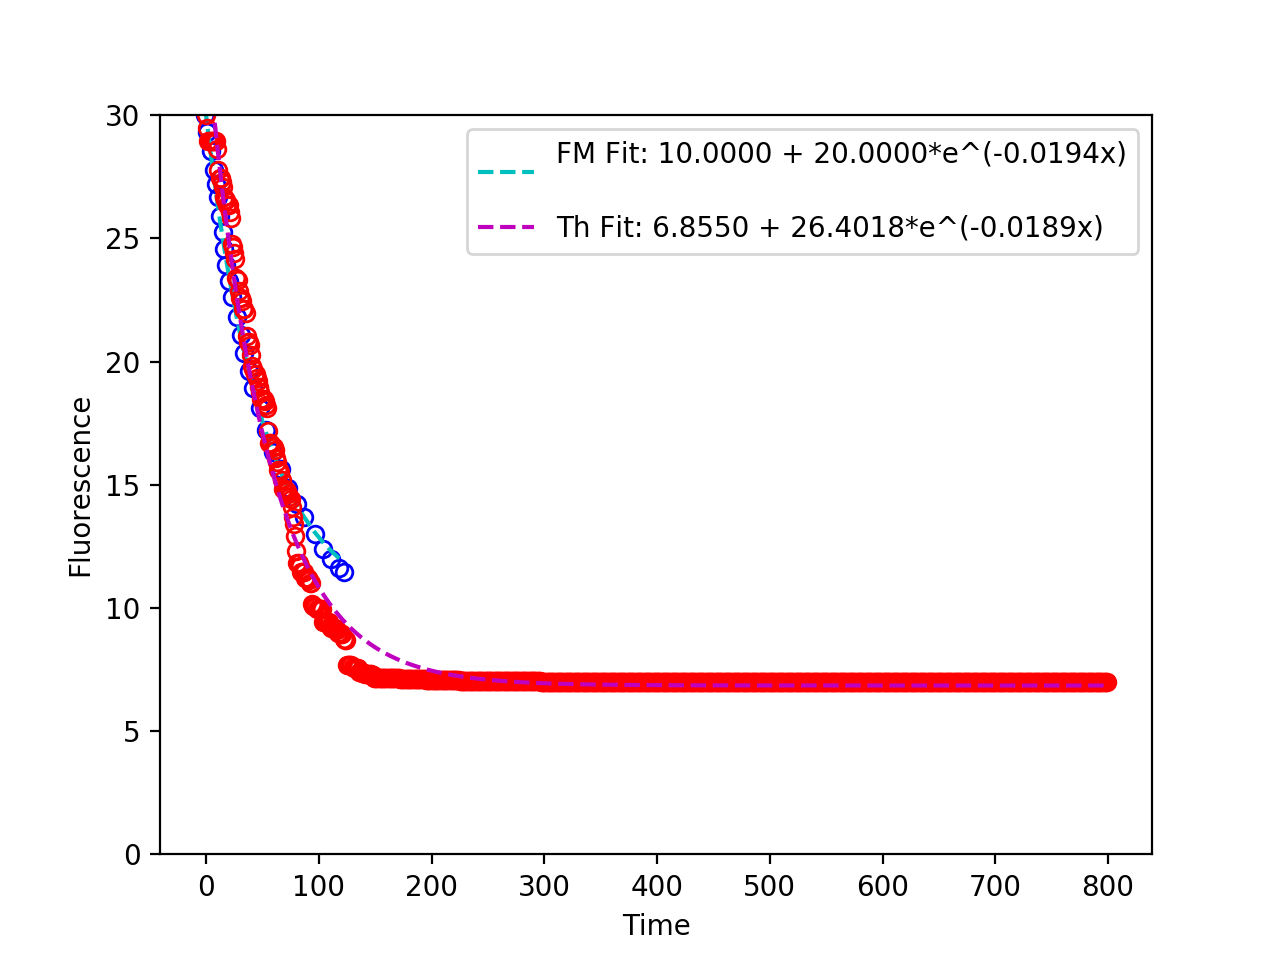 FM Fit: 10.0000 + 20.0000*e^(-0.0194x)
Th Fit: 6.8550 + 26.4018*e^(-0.0189x)
30
25
20
15
10
5
0
Fluorescence
0 100 200 300 400 500 600 700 800
Time